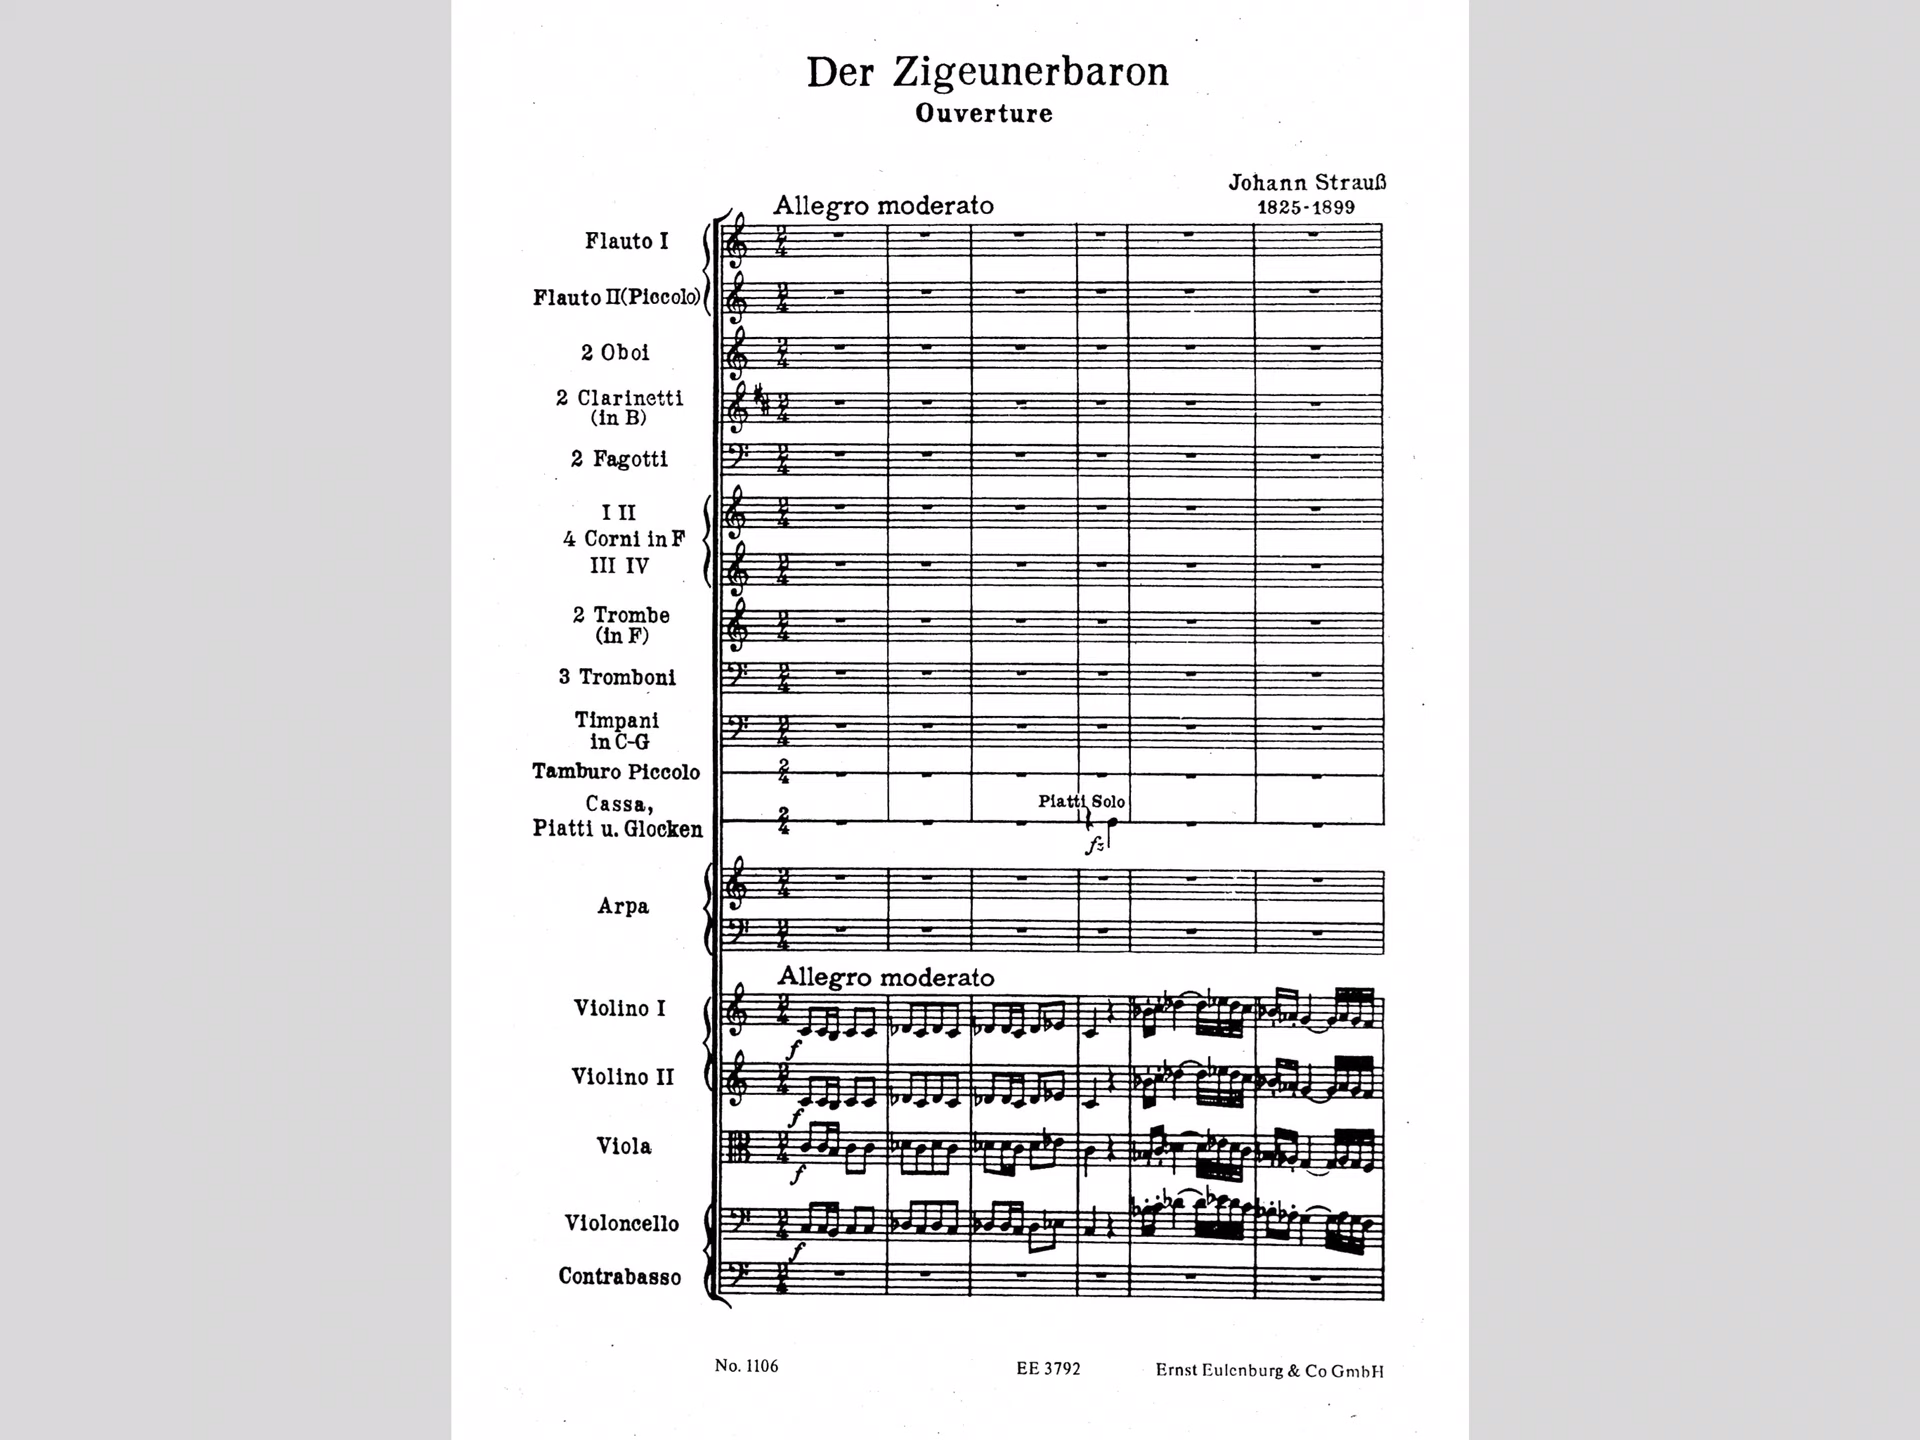 Der Zigeunerbaron
Ouverture
Johann Strauß
1825-1899
Allegro moderato
Flauto I
Flauto II (Piccolo)
2 Oboi
2 Clarinetti
(in B)
2 Fagotti
I II
4 Corni in F
III IV
2 Trombe
(in F)
3 Tromboni
Timpani
in C-G
Tamburo Piccolo
Cassa,
Piatti u. Glocken
Piatti Solo
fz
Arpa
Allegro moderato
Violino I
f
Violino II
f
Viola
f
Violoncello
f
Contrabasso
No. 1106
EE 3792
Ernst Eulenburg & Co GmbH